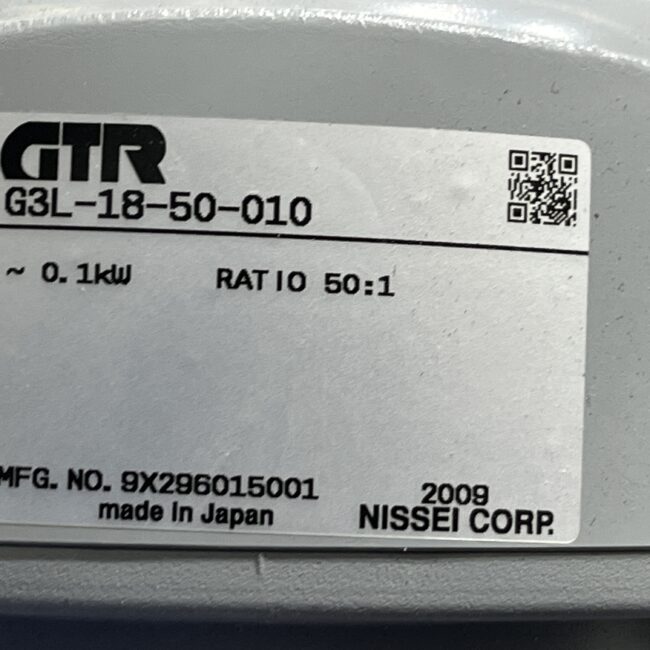 GTR
G3L-18-50-010
~ 0.1kW RATIO 50:1
MFG. NO. 9X296015001 2009
made in Japan NISSEI CORP.